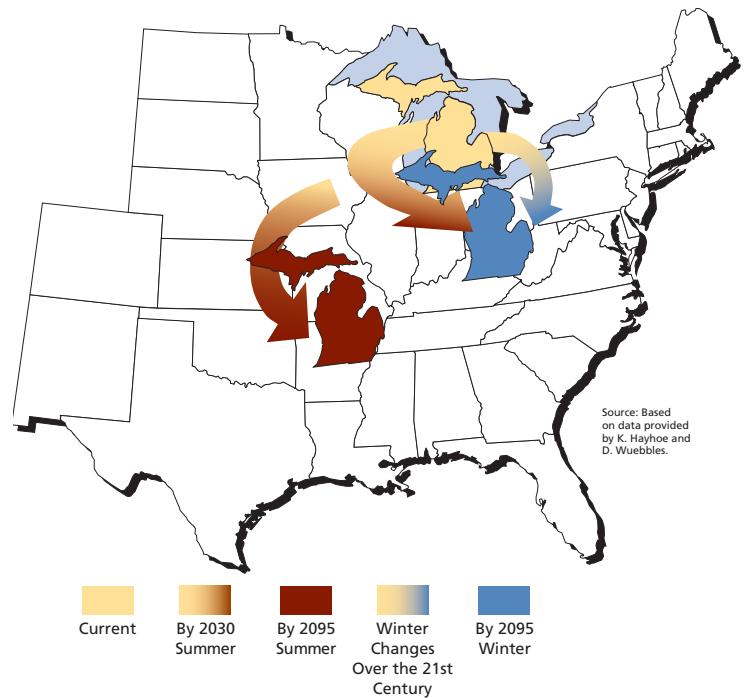 Source: Based
on data provided
by K. Hayhoe and
D. Wuebbles.
Current
By 2030
Summer
By 2095
Summer
Winter
Changes
Over the 21st
Century
By 2095
Winter